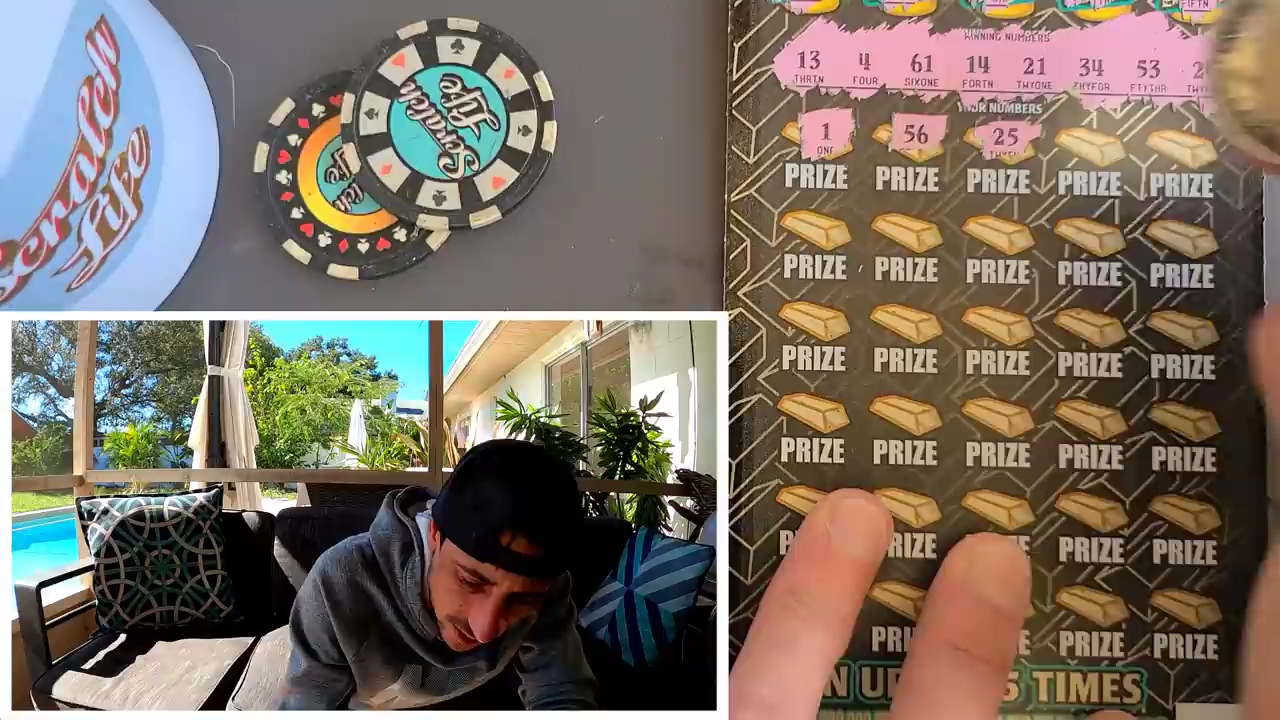 Scratch
Life
Scratch
Life
FIFTN
WINNING NUMBERS
13 4 61 14 21 34 53
THRTN FOUR SIXONE FORTN TWYONE THYFOR FTYTHR
YOUR NUMBERS
1 56 25
ONE
PRIZE PRIZE PRIZE PRIZE PRIZE
PRIZE PRIZE PRIZE PRIZE PRIZE
PRIZE PRIZE PRIZE PRIZE PRIZE
PRIZE PRIZE PRIZE PRIZE PRIZE
PRIZE PRIZE
PRIZE PRIZE
TIMES